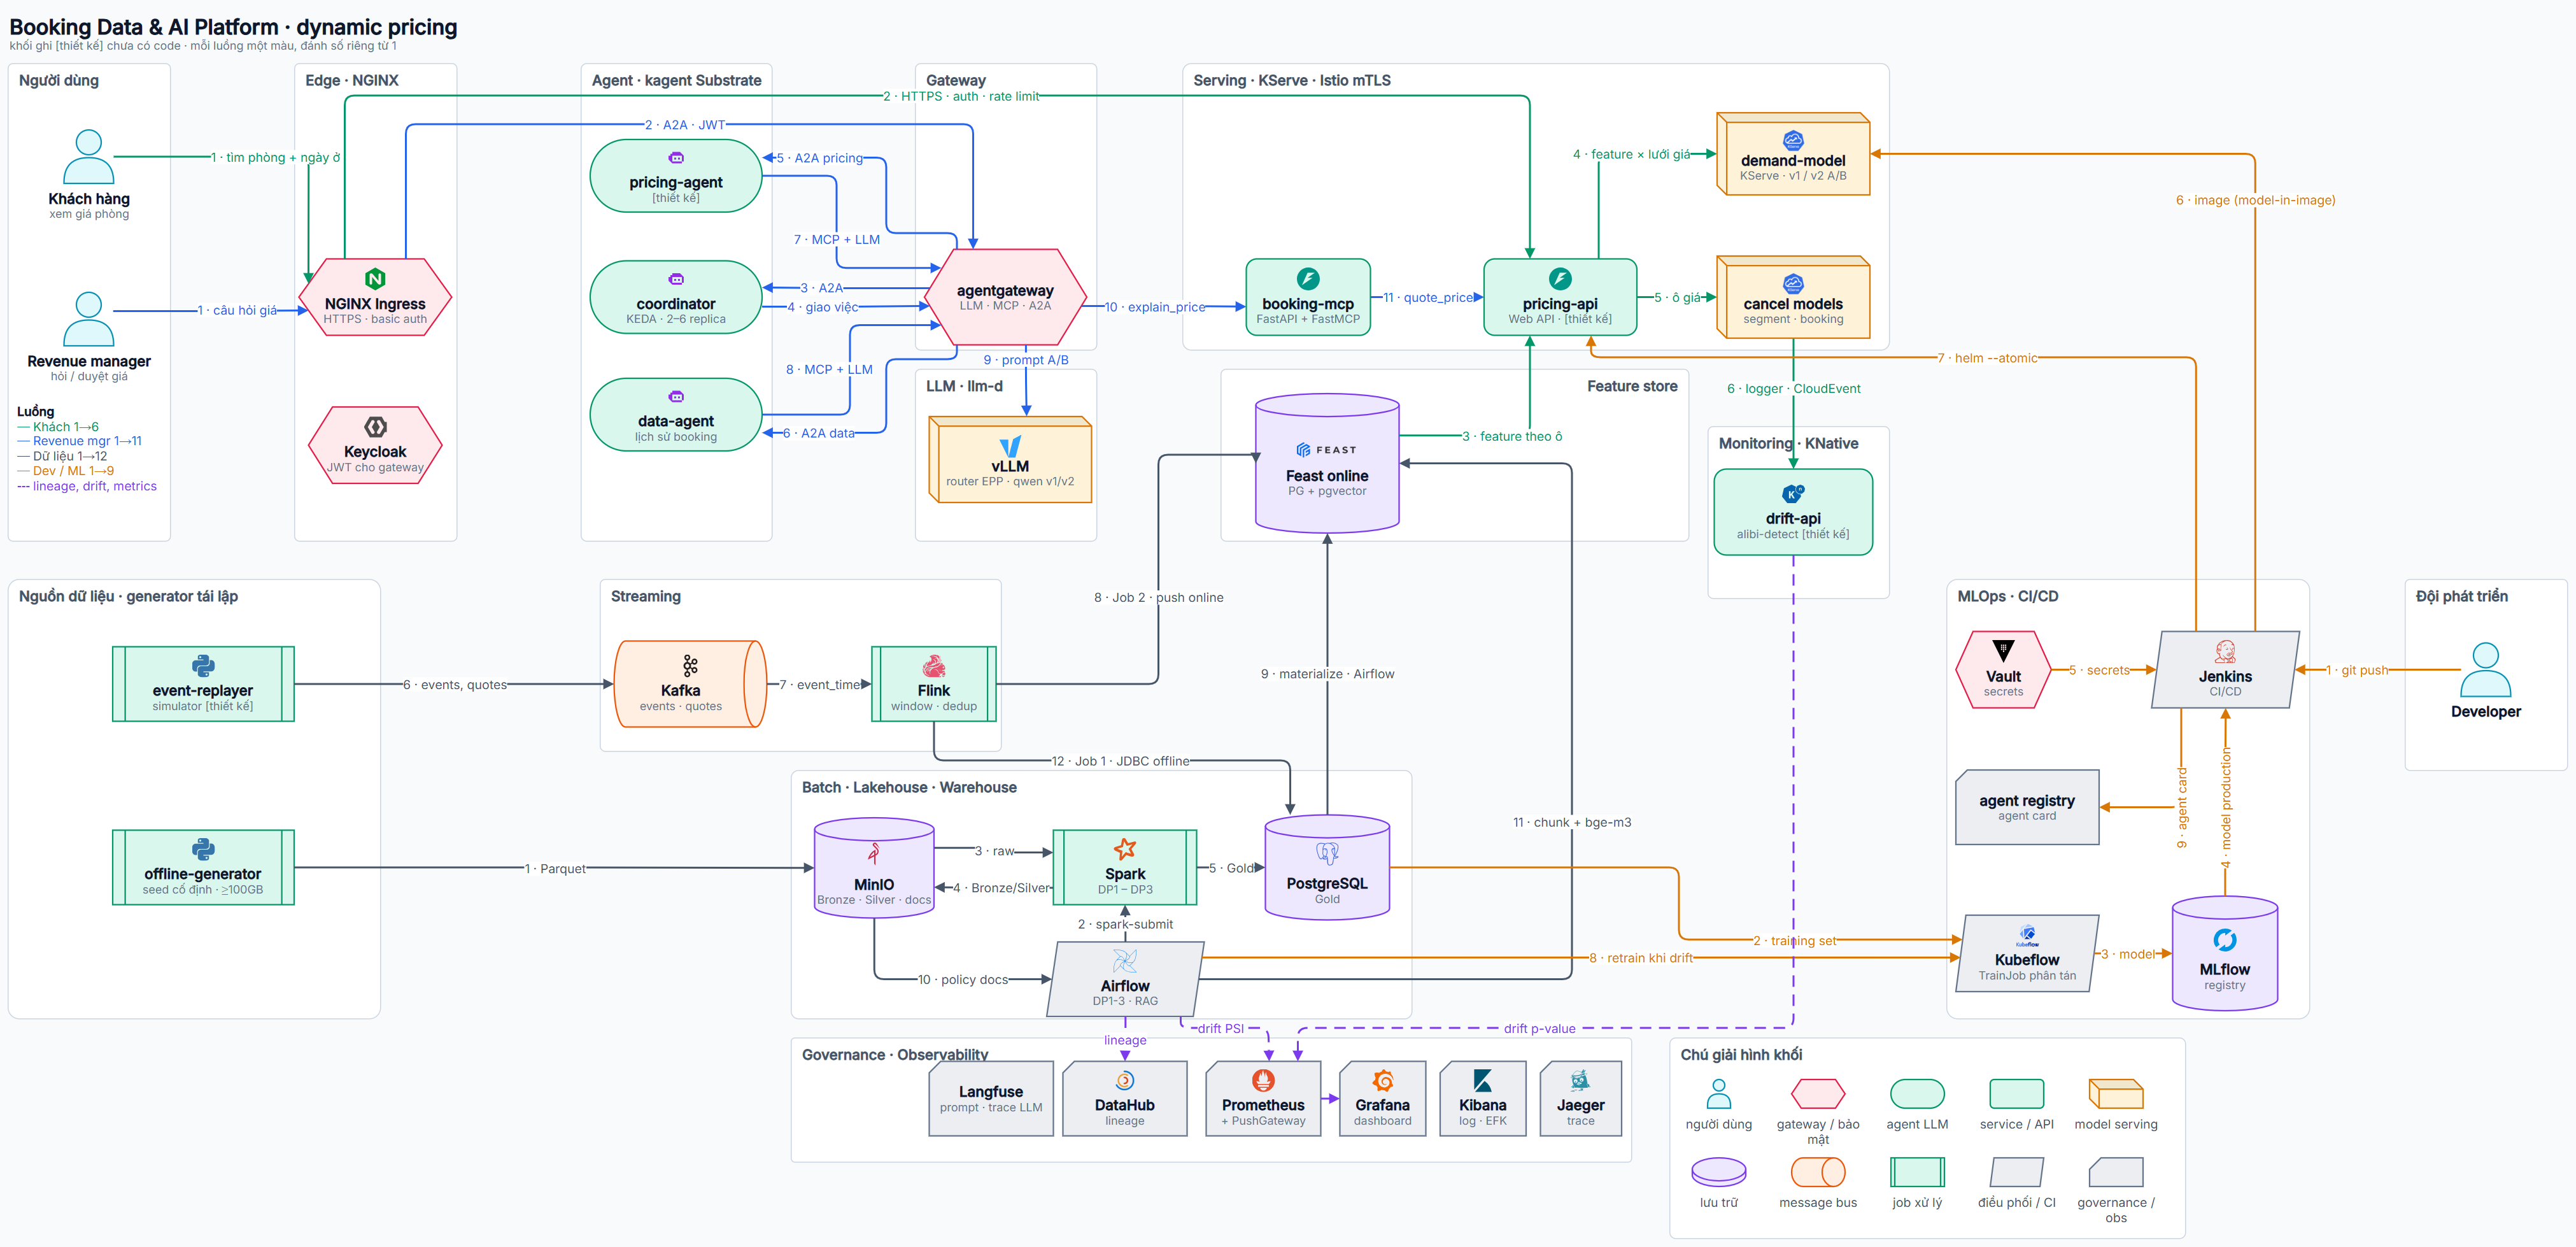 Booking Data & AI Platform · dynamic pricing
khối ghi [thiết kế] chưa có code · mỗi luồng một màu, đánh số riêng từ 1
Người dùng
Khách hàng
xem giá phòng
Revenue manager
hỏi / duyệt giá
Luồng
Khách 1→6
Revenue mgr 1→11
Dữ liệu 1→12
Dev / ML 1→9
lineage, drift, metrics
1 · tìm phòng + ngày ở
1 · câu hỏi giá
Edge · NGINX
NGINX Ingress
HTTPS · basic auth
Keycloak
JWT cho gateway
2 · HTTPS · auth · rate limit
2 · A2A · JWT
Agent · kagent Substrate
pricing-agent
[thiết kế]
coordinator
KEDA · 2–6 replica
data-agent
lịch sử booking
5 · A2A pricing
7 · MCP + LLM
3 · A2A
4 · giao việc
8 · MCP + LLM
6 · A2A data
Gateway
agentgateway
LLM · MCP · A2A
9 · prompt A/B
LLM · llm-d
vLLM
router EPP · qwen v1/v2
10 · explain_price
Serving · KServe · Istio mTLS
booking-mcp
FastAPI + FastMCP
11 · quote_price
pricing-api
Web API · [thiết kế]
4 · feature × lưới giá
5 · ô giá
demand-model
KServe · v1 / v2 A/B
cancel models
segment · booking
6 · image (model-in-image)
7 · helm --atomic
6 · logger · CloudEvent
Feature store
FEAST
Feast online
PG + pgvector
3 · feature theo ô
Monitoring · KNative
drift-api
alibi-detect [thiết kế]
Nguồn dữ liệu · generator tái lập
event-replayer
simulator [thiết kế]
offline-generator
seed cố định · ≥100GB
6 · events, quotes
1 · Parquet
Streaming
Kafka
events · quotes
7 · event_time
Flink
window · dedup
8 · Job 2 · push online
9 · materialize · Airflow
12 · Job 1 · JDBC offline
11 · chunk + bge-m3
Batch · Lakehouse · Warehouse
MinIO
Bronze · Silver · docs
3 · raw
4 · Bronze/Silver
Spark
DP1 – DP3
5 · Gold
PostgreSQL
Gold
2 · spark-submit
10 · policy docs
Airflow
DP1-3 · RAG
2 · training set
8 · retrain khi drift
MLOps · CI/CD
Vault
secrets
5 · secrets
Jenkins
CI/CD
1 · git push
agent registry
agent card
9 · agent card
4 · model production
Kubeflow
Kubeflow
TrainJob phân tán
3 · model
MLflow
registry
Đội phát triển
Developer
lineage
drift PSI
drift p-value
Governance · Observability
Langfuse
prompt · trace LLM
DataHub
lineage
Prometheus
+ PushGateway
Grafana
dashboard
Kibana
log · EFK
Jaeger
trace
Chú giải hình khối
người dùng
gateway / bảo
mật
agent LLM
service / API
model serving
lưu trữ
message bus
job xử lý
điều phối / CI
governance /
obs